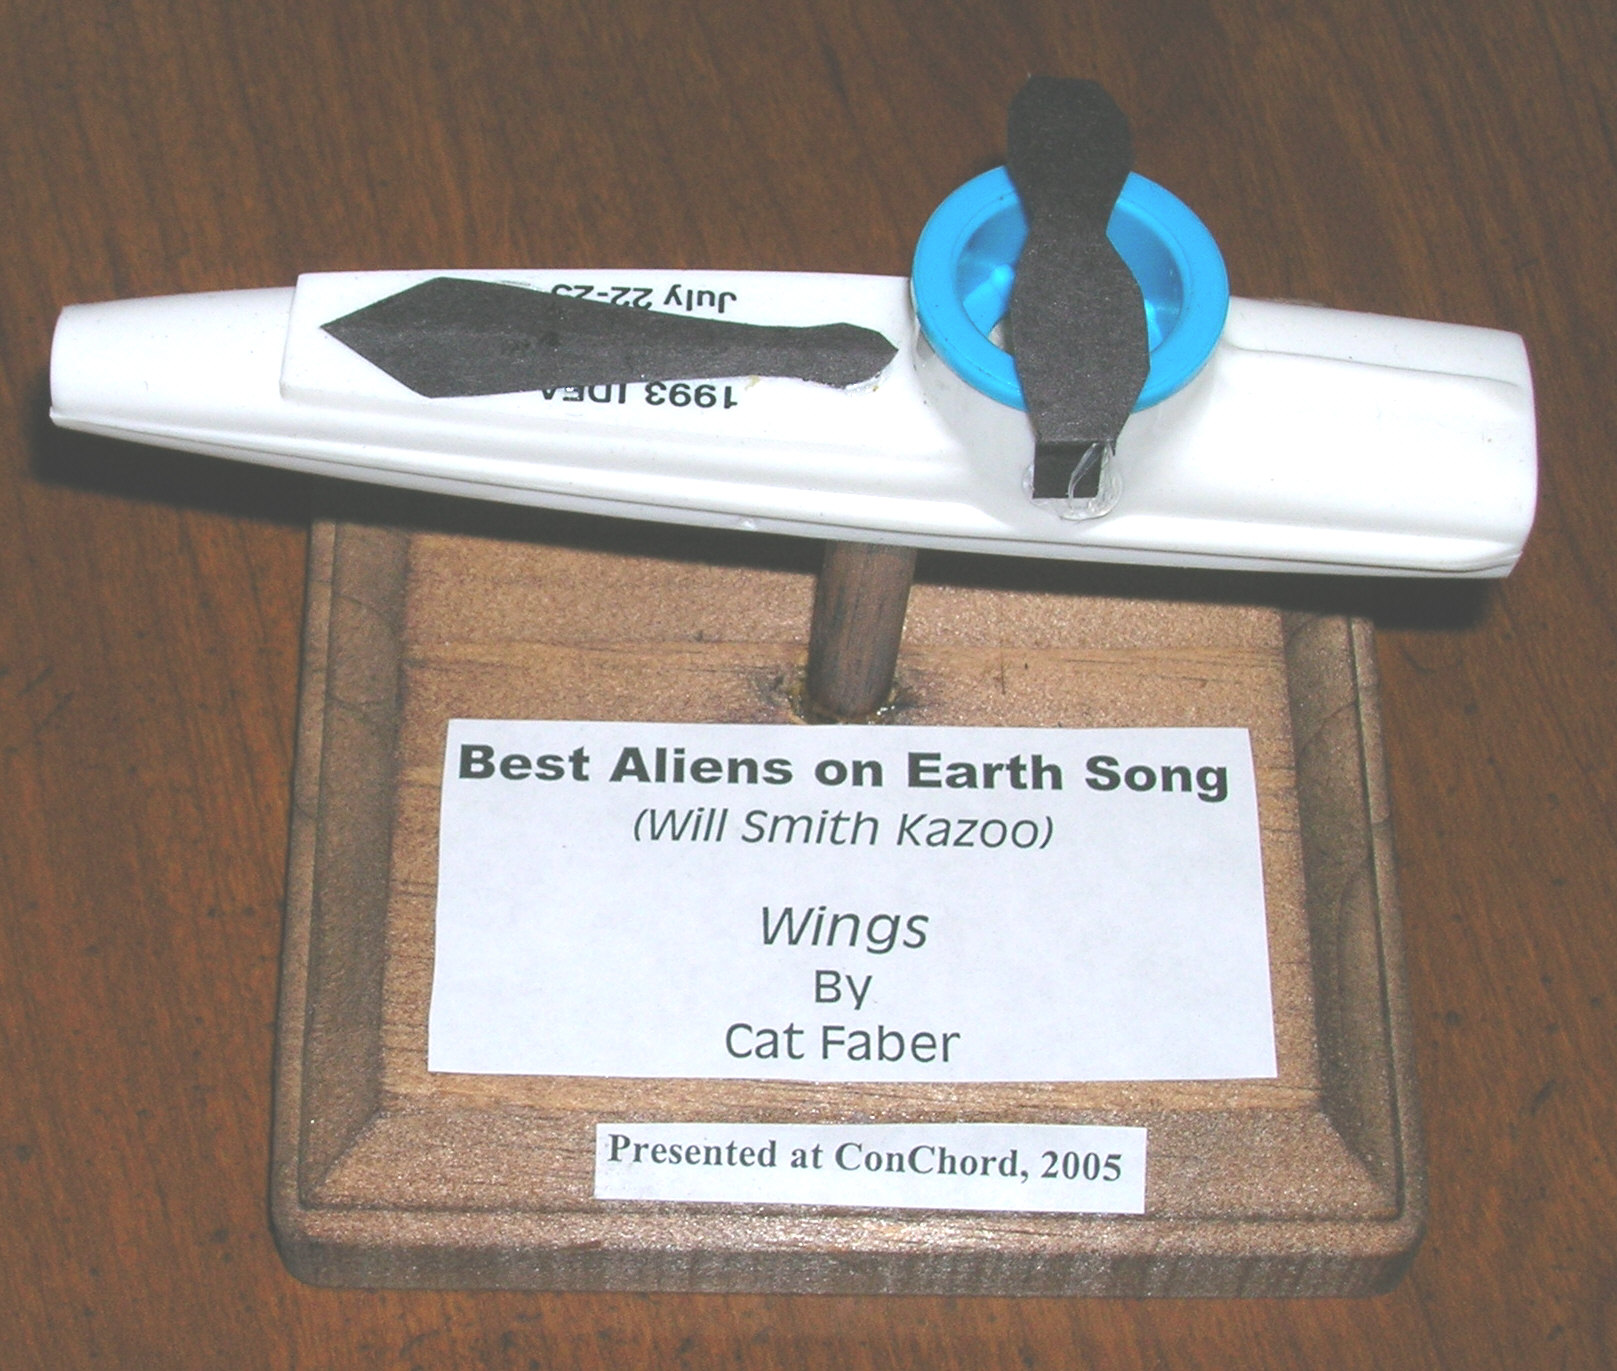 July 22-23
1993 IDEA
Best Aliens on Earth Song
(Will Smith Kazoo)
Wings
By
Cat Faber
Presented at ConChord, 2005